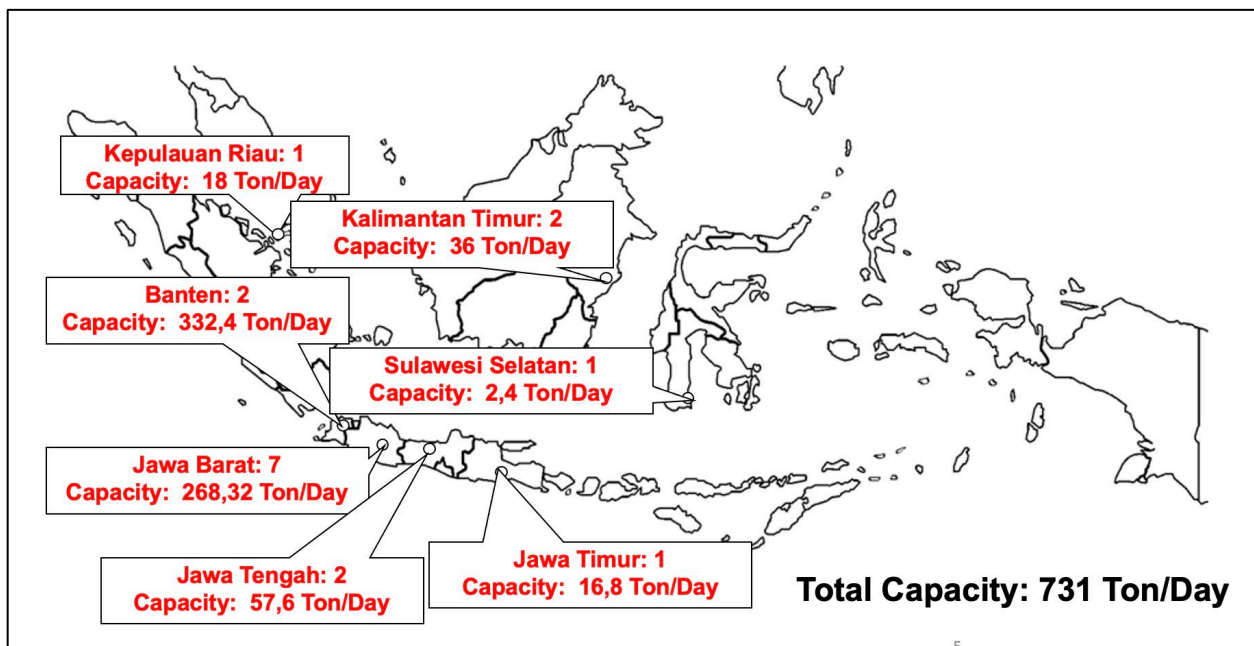 Kepulauan Riau: 1
Capacity: 18 Ton/Day
Kalimantan Timur: 2
Capacity: 36 Ton/Day
Banten: 2
Capacity: 332,4 Ton/Day
Sulawesi Selatan: 1
Capacity: 2,4 Ton/Day
Jawa Barat: 7
Capacity: 268,32 Ton/Day
Jawa Tengah: 2
Capacity: 57,6 Ton/Day
Jawa Timur: 1
Capacity: 16,8 Ton/Day
Total Capacity: 731 Ton/Day